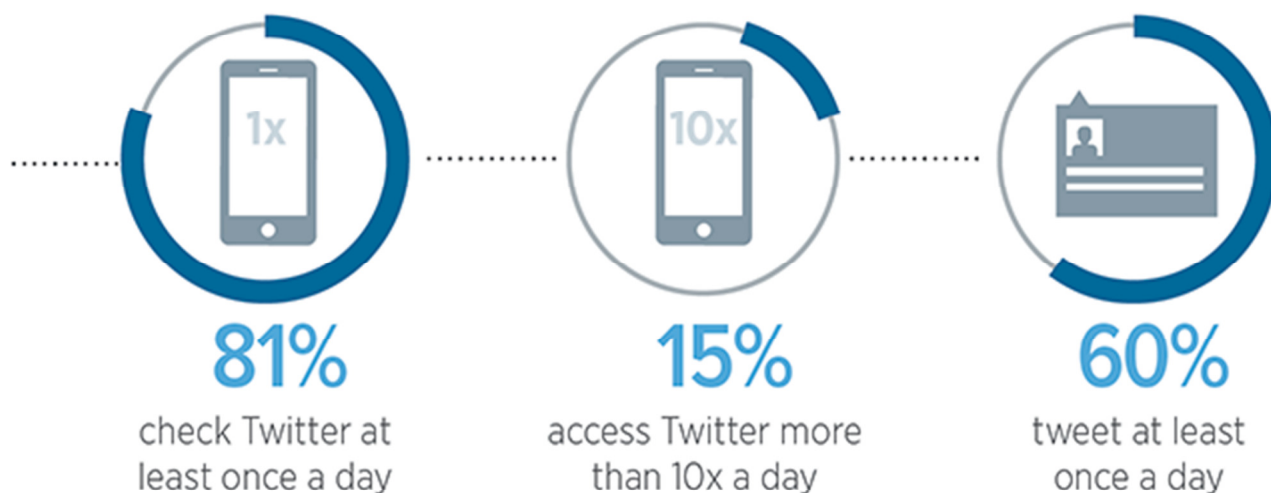 1x
81%
check Twitter at
least once a day
10x
15%
access Twitter more
than 10x a day
60%
tweet at least
once a day